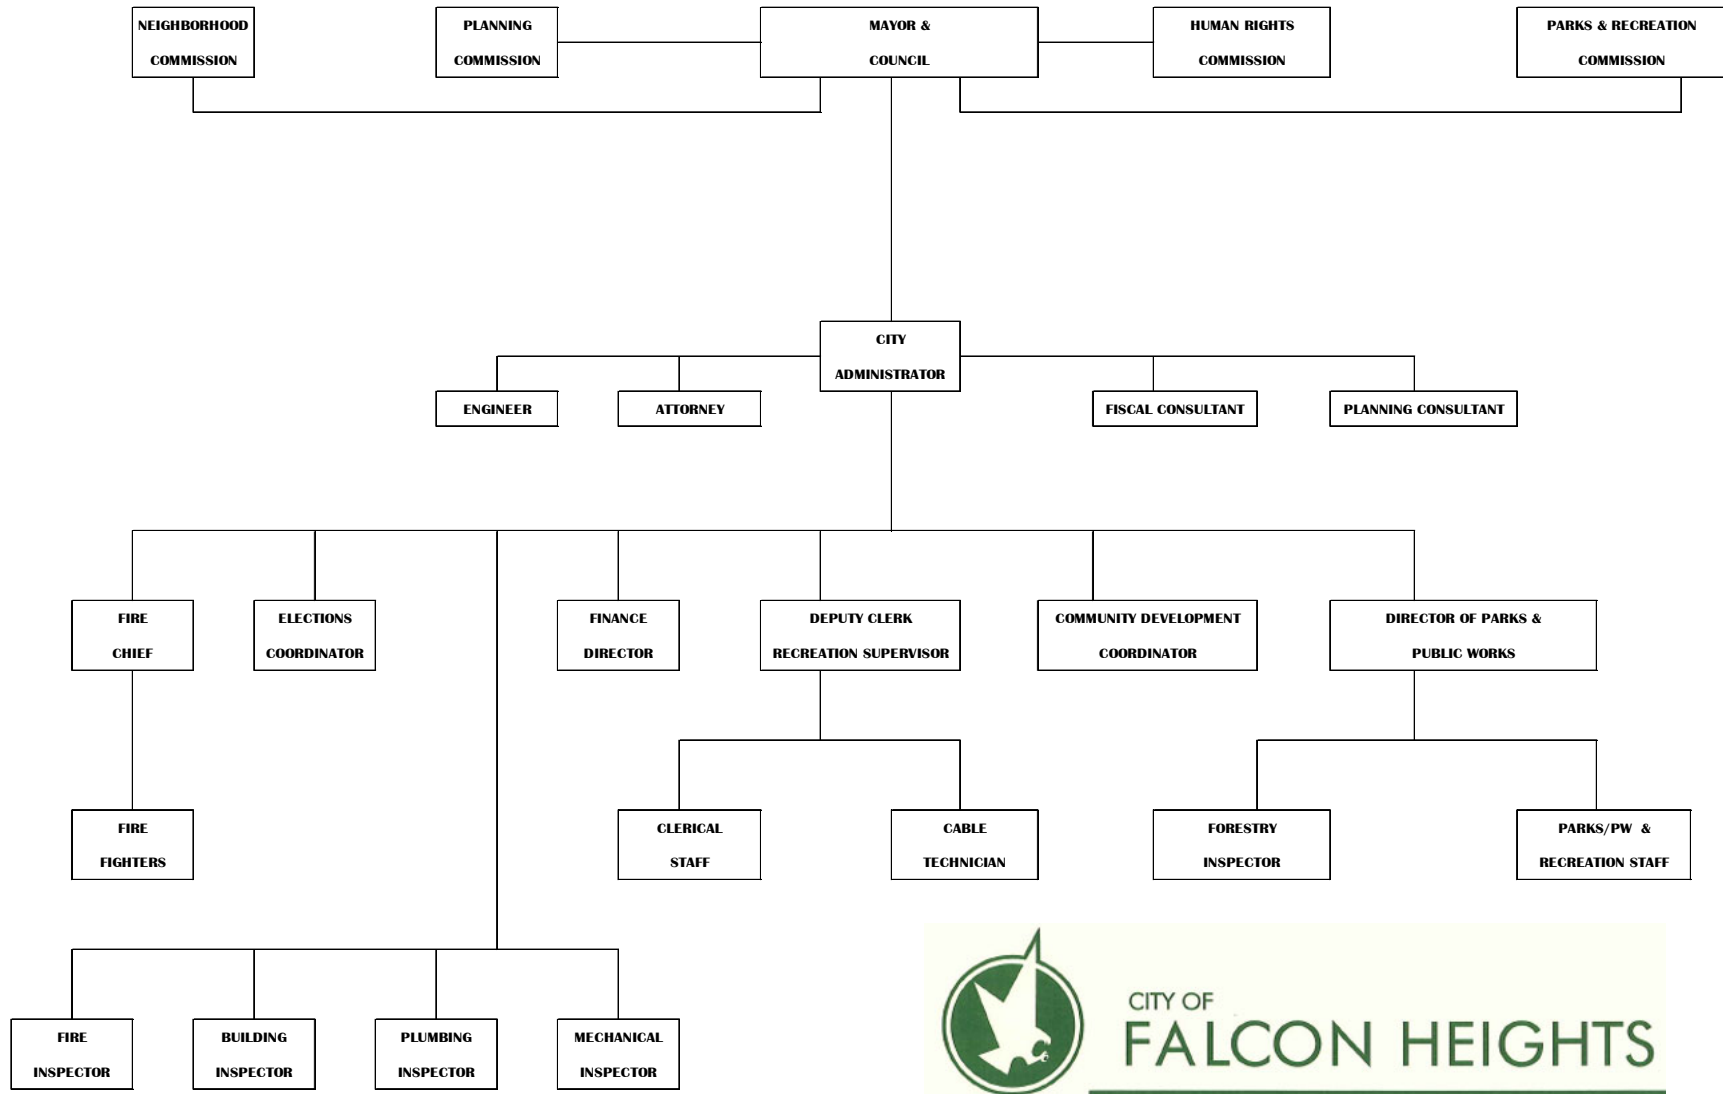 NEIGHBORHOOD
COMMISSION
PLANNING
COMMISSION
MAYOR &
COUNCIL
HUMAN RIGHTS
COMMISSION
PARKS & RECREATION
COMMISSION
CITY
ADMINISTRATOR
ENGINEER
ATTORNEY
FISCAL CONSULTANT
PLANNING CONSULTANT
FIRE
CHIEF
ELECTIONS
COORDINATOR
FINANCE
DIRECTOR
DEPUTY CLERK
RECREATION SUPERVISOR
COMMUNITY DEVELOPMENT
COORDINATOR
DIRECTOR OF PARKS &
PUBLIC WORKS
FIRE
FIGHTERS
CLERICAL
STAFF
CABLE
TECHNICIAN
FORESTRY
INSPECTOR
PARKS/PW &
RECREATION STAFF
FIRE
INSPECTOR
BUILDING
INSPECTOR
PLUMBING
INSPECTOR
MECHANICAL
INSPECTOR
CITY OF
FALCON HEIGHTS